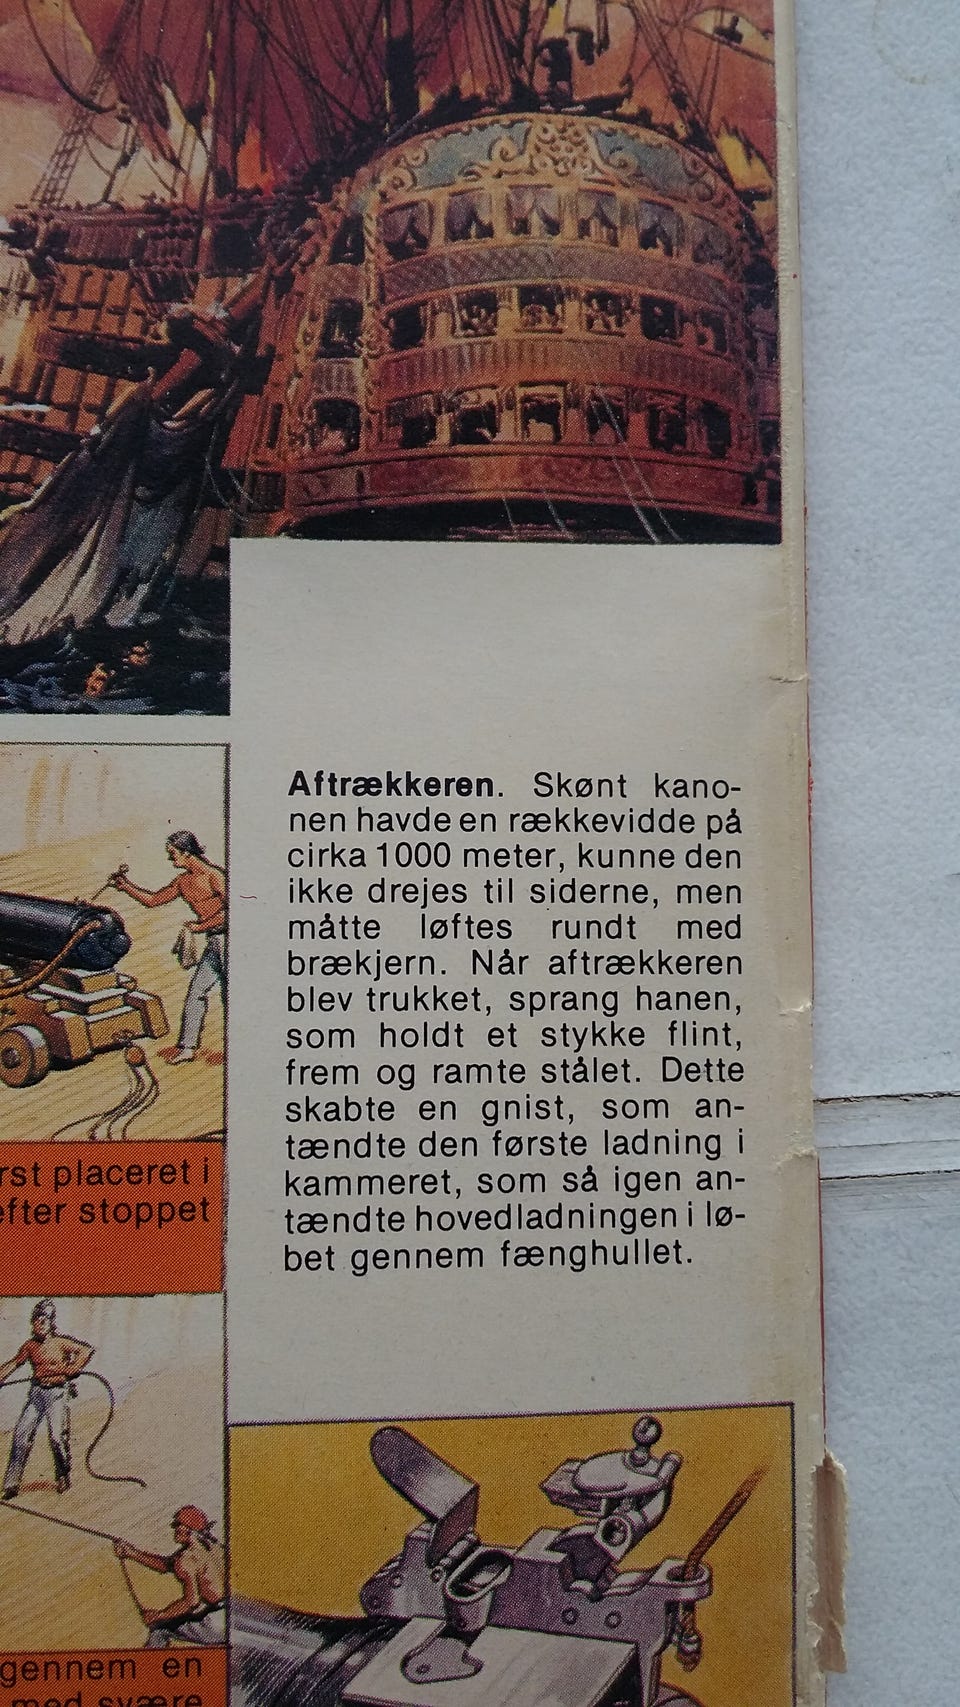 Aftrækkeren. Skønt kano-
nen havde en rækkevidde på
cirka 1000 meter, kunne den
ikke drejes til siderne, men
måtte løftes rundt med
brækjern. Når aftrækkeren
blev trukket, sprang hanen,
som holdt et stykke flint,
frem og ramte stålet. Dette
skabte en gnist, som an-
tændte den første ladning i
kammeret, som så igen an-
tændte hovedladningen i lø-
bet gennem fænghullet.
rst placeret i
efter stoppet
gennem en
med svære